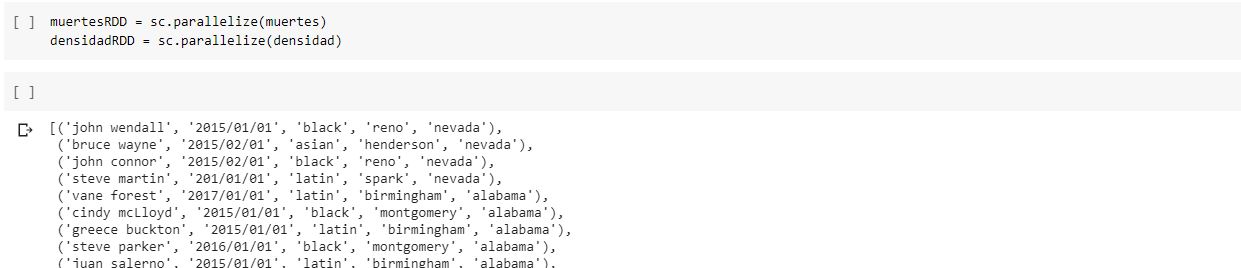 [ ] muertesRDD = sc.parallelize(muertes)
densidadRDD = sc.parallelize(densidad)
[ ]
[('john wendall', '2015/01/01', 'black', 'reno', 'nevada'),
('bruce wayne', '2015/02/01', 'asian', 'henderson', 'nevada'),
('john connor', '2015/02/01', 'black', 'reno', 'nevada'),
('steve martin', '201/01/01', 'latin', 'spark', 'nevada'),
('vane forest', '2017/01/01', 'latin', 'birmingham', 'alabama'),
('cindy mcLloyd', '2015/01/01', 'black', 'montgomery', 'alabama'),
('greece buckton', '2015/01/01', 'latin', 'birmingham', 'alabama'),
('steve parker', '2016/01/01', 'black', 'montgomery', 'alabama'),
('juan salerno', '2015/01/01', 'latin', 'birmingham', 'alabama'),